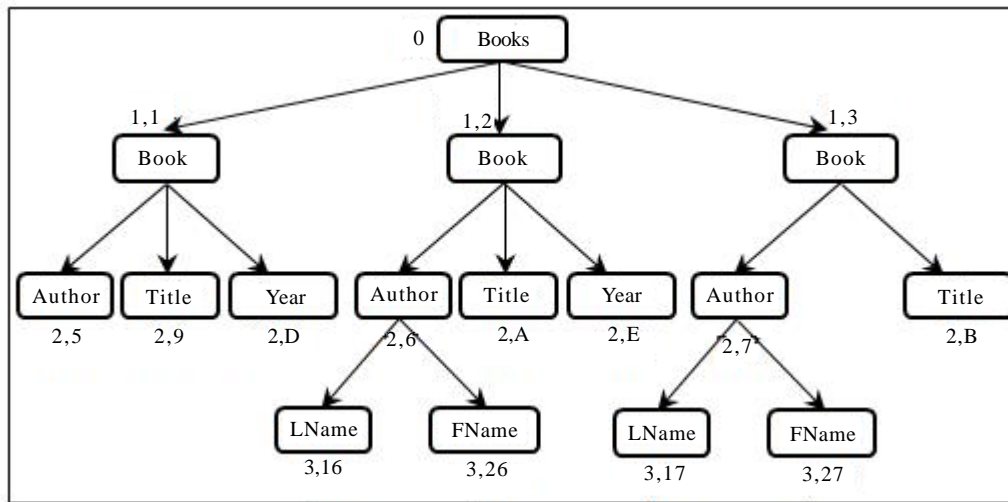 0 Books
1,1 1,2 1,3
Book Book Book
Author Title Year Author Title Year Author Title
2,5 2,9 2,D 2,6 2,A 2,E 2,7 2,B
LName FName LName FName
3,16 3,26 3,17 3,27